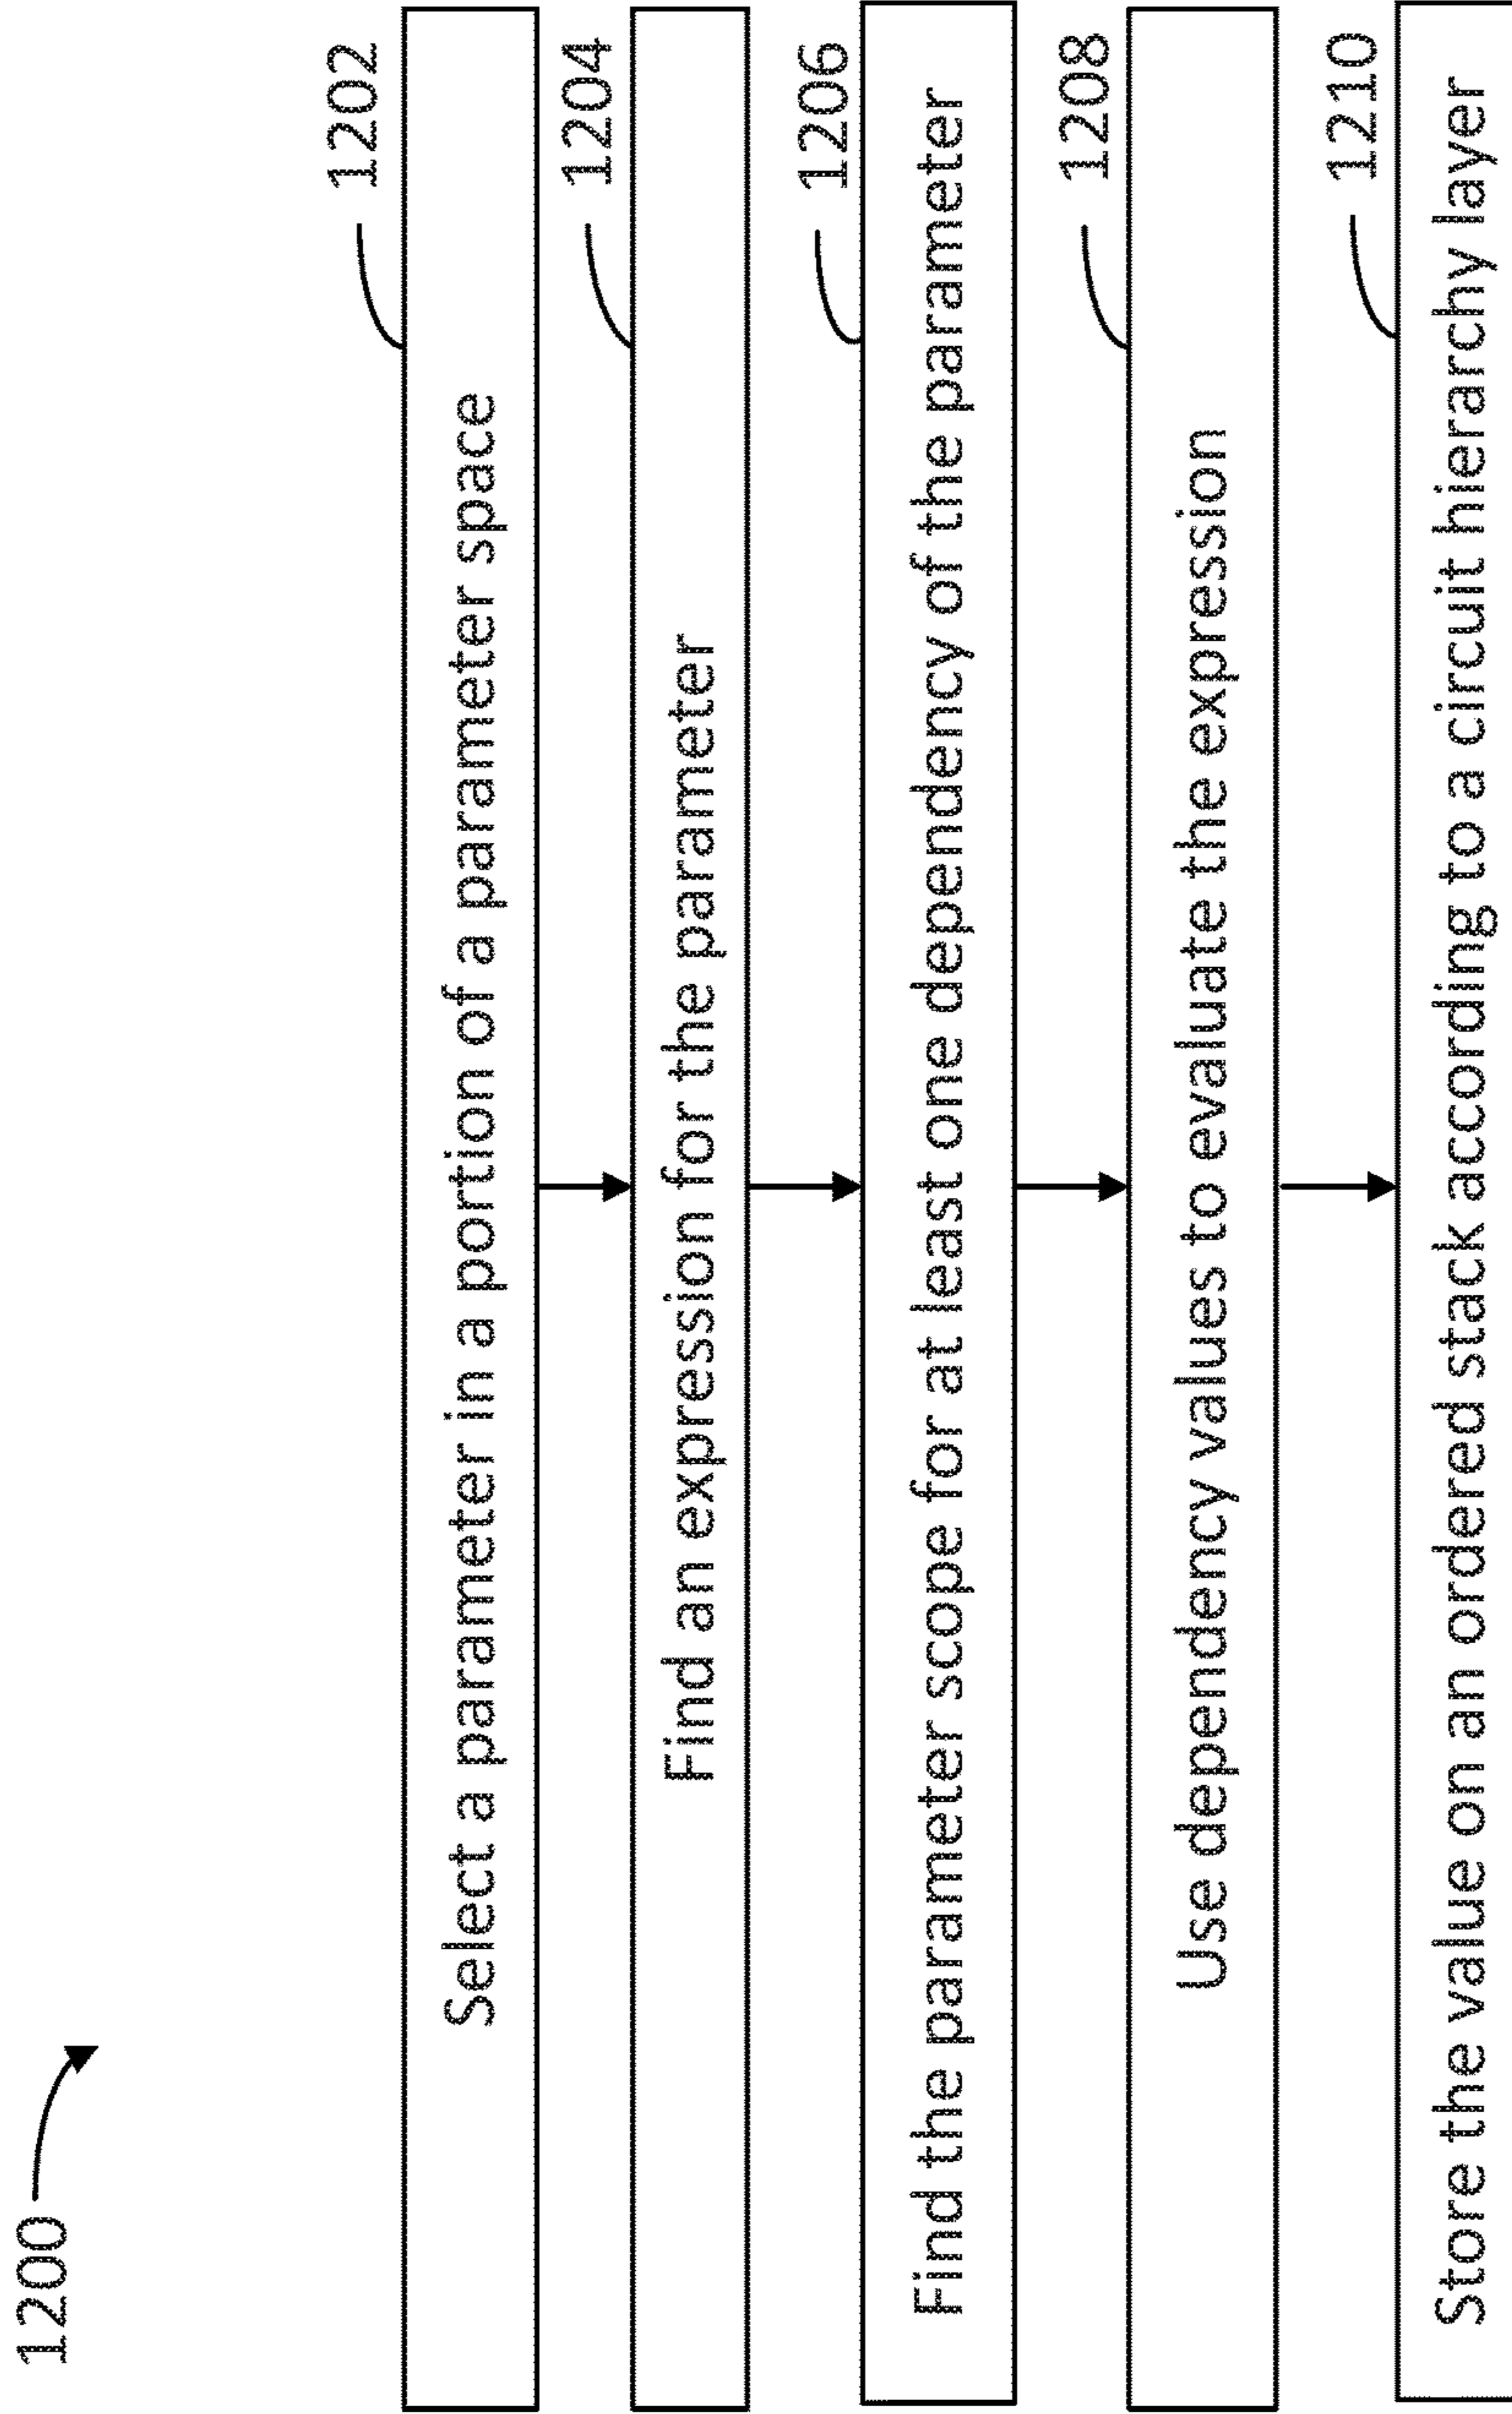 1200
1202
Select a parameter in a portion of a parameter space
1204
Find an expression for the parameter
1206
Find the parameter scope for at least one dependency of the parameter
1208
Use dependency values to evaluate the expression
1210
Store the value on an ordered stack according to a circuit hierarchy layer